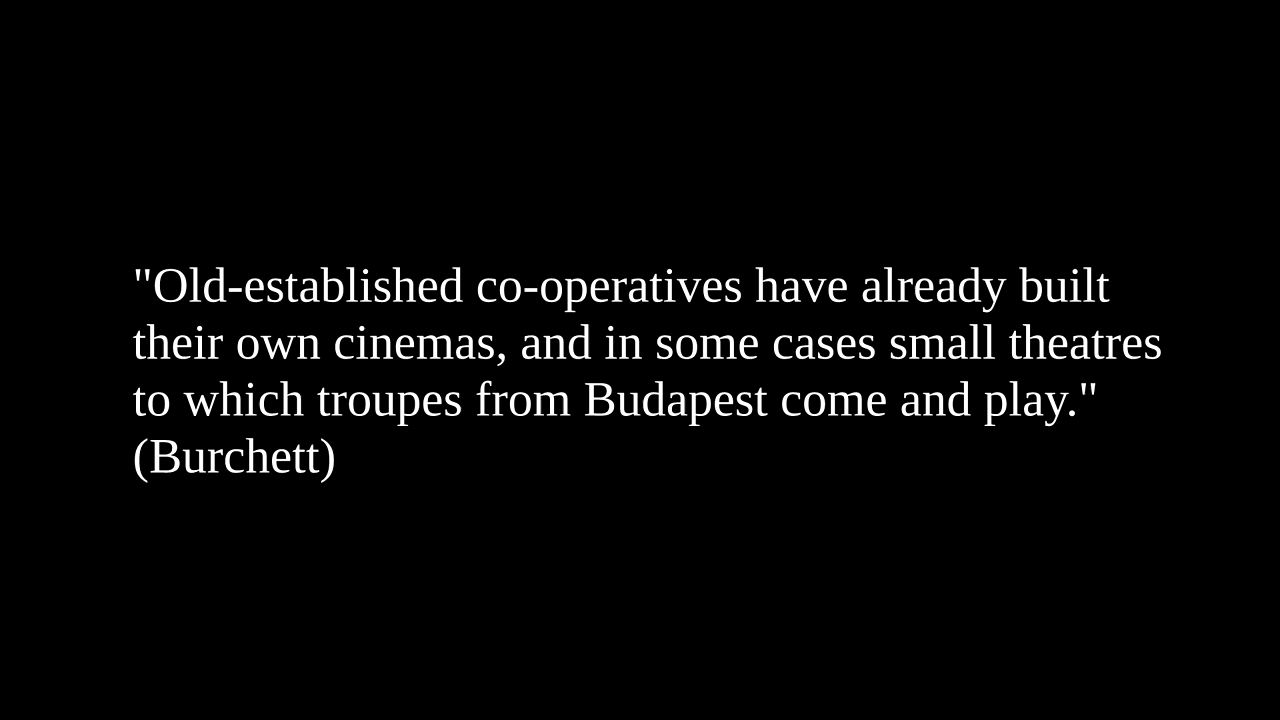 "Old-established co-operatives have already built
their own cinemas, and in some cases small theatres
to which troupes from Budapest come and play."
(Burchett)